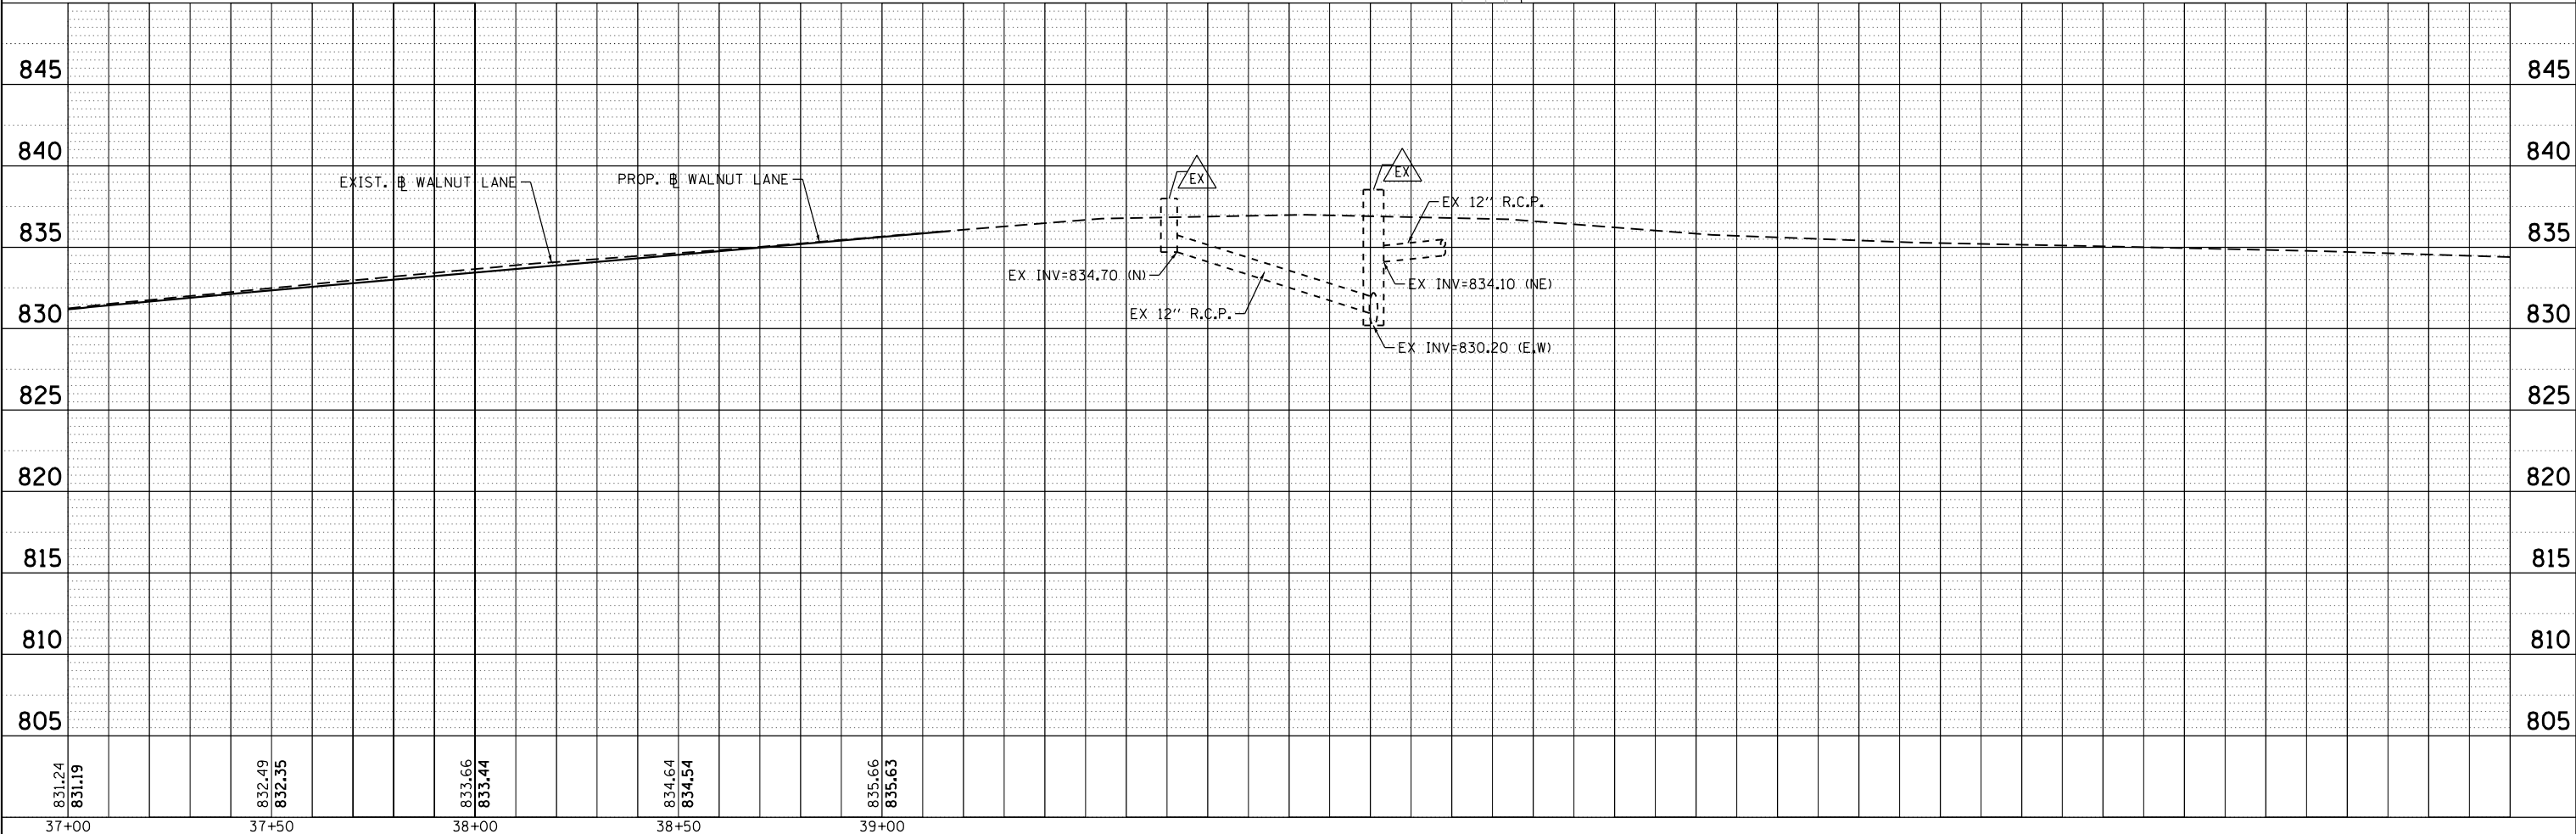 845 845
840 840
EXIST. ℄ WALNUT LANE
PROP. ℄ WALNUT LANE
EX
EX
EX 12'' R.C.P.
835 835
EX INV=834.70 (N)
EX INV=834.10 (NE)
EX 12'' R.C.P.
830 830
EX INV=830.20 (E,W)
825 825
820 820
815 815
810 810
805 805
831.24
831.19
832.49
832.35
833.66
833.44
834.64
834.54
835.66
835.63
37+00 37+50 38+00 38+50 39+00